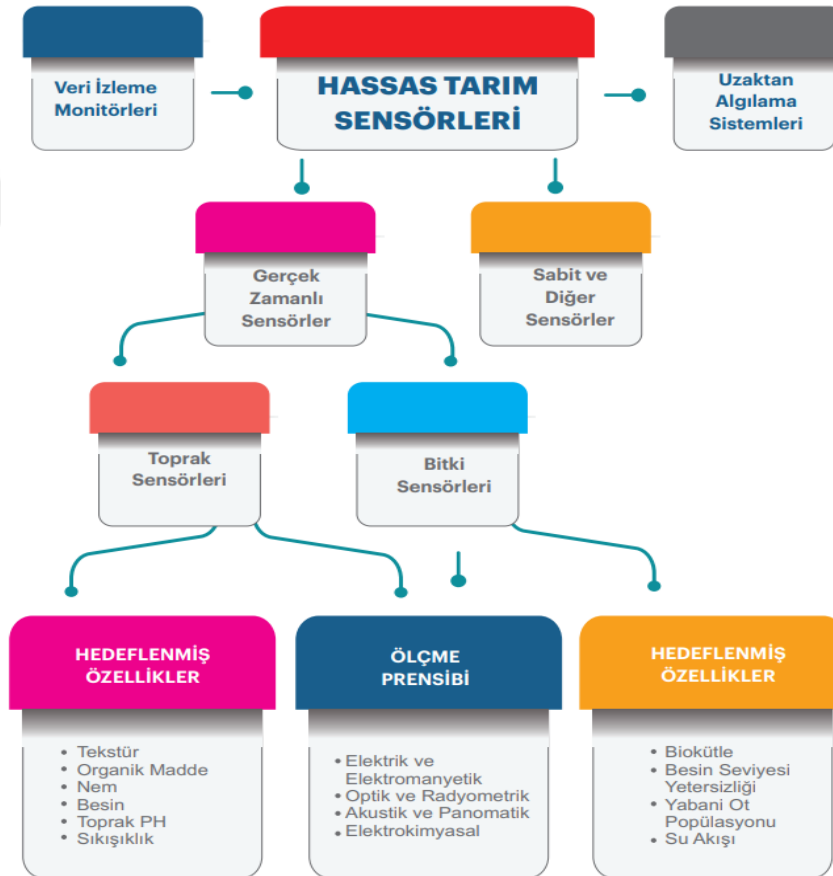 Veri İzleme
Monitörleri
HASSAS TARIM
SENSÖRLERİ
Uzaktan
Algılama
Sistemleri
Gerçek
Zamanlı
Sensörler
Sabit ve
Diğer
Sensörler
Toprak
Sensörleri
Bitki
Sensörleri
HEDEFLENMİŞ
ÖZELLİKLER
• Tekstür
• Organik Madde
• Nem
• Besin
• Toprak PH
• Sıkışıklık
ÖLÇME
PRENSİBİ
• Elektrik ve
Elektromanyetik
• Optik ve Radyometrik
• Akustik ve Panomatik
• Elektrokimyasal
HEDEFLENMİŞ
ÖZELLİKLER
• Biokütle
• Besin Seviyesi
Yetersizliği
• Yabani Ot
Popülasyonu
• Su Akışı